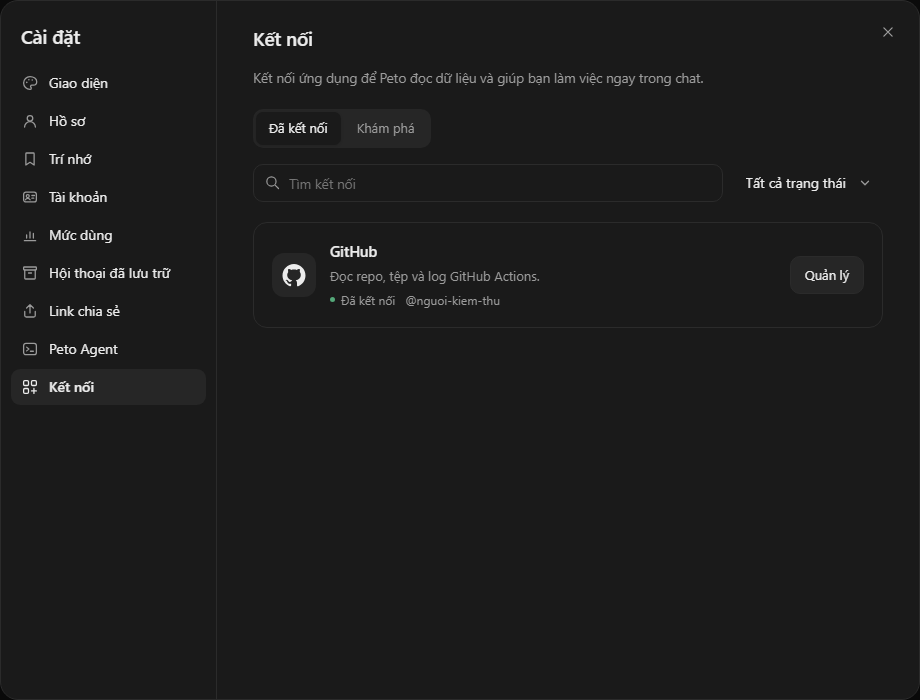 Cài đặt
Giao diện
Hồ sơ
Trí nhớ
Tài khoản
Mức dùng
Hội thoại đã lưu trữ
Link chia sẻ
Peto Agent
Kết nối
Kết nối
Kết nối ứng dụng để Peto đọc dữ liệu và giúp bạn làm việc ngay trong chat.
Đã kết nối Khám phá
Tìm kết nối Tất cả trạng thái
GitHub
Đọc repo, tệp và log GitHub Actions.
Đã kết nối @nguoi-kiem-thu
Quản lý